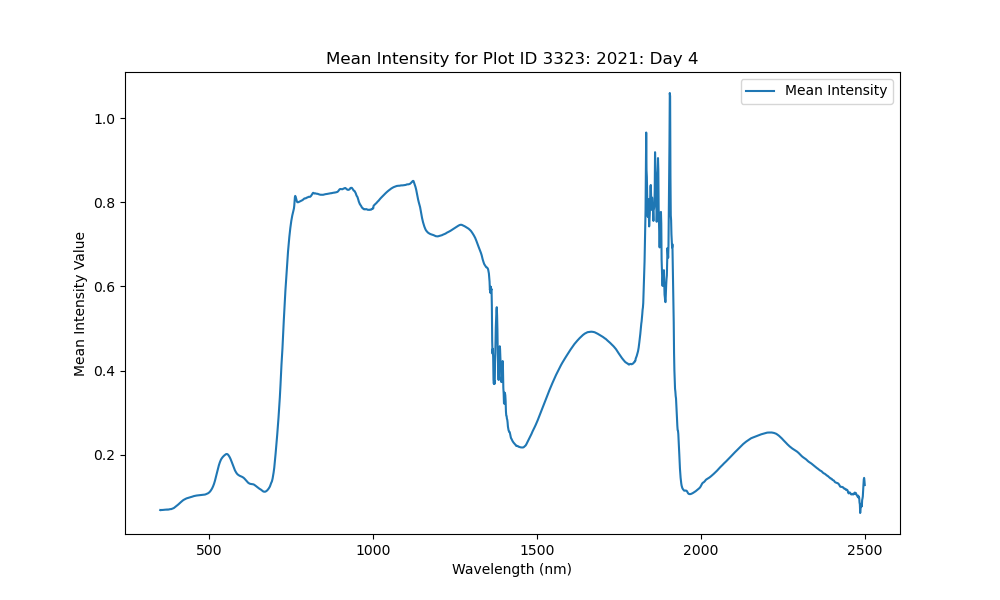 Mean Intensity for Plot ID 3323: 2021: Day 4
Mean Intensity
Mean Intensity Value
1.0
0.8
0.6
0.4
0.2
500
1000
1500
2000
2500
Wavelength (nm)